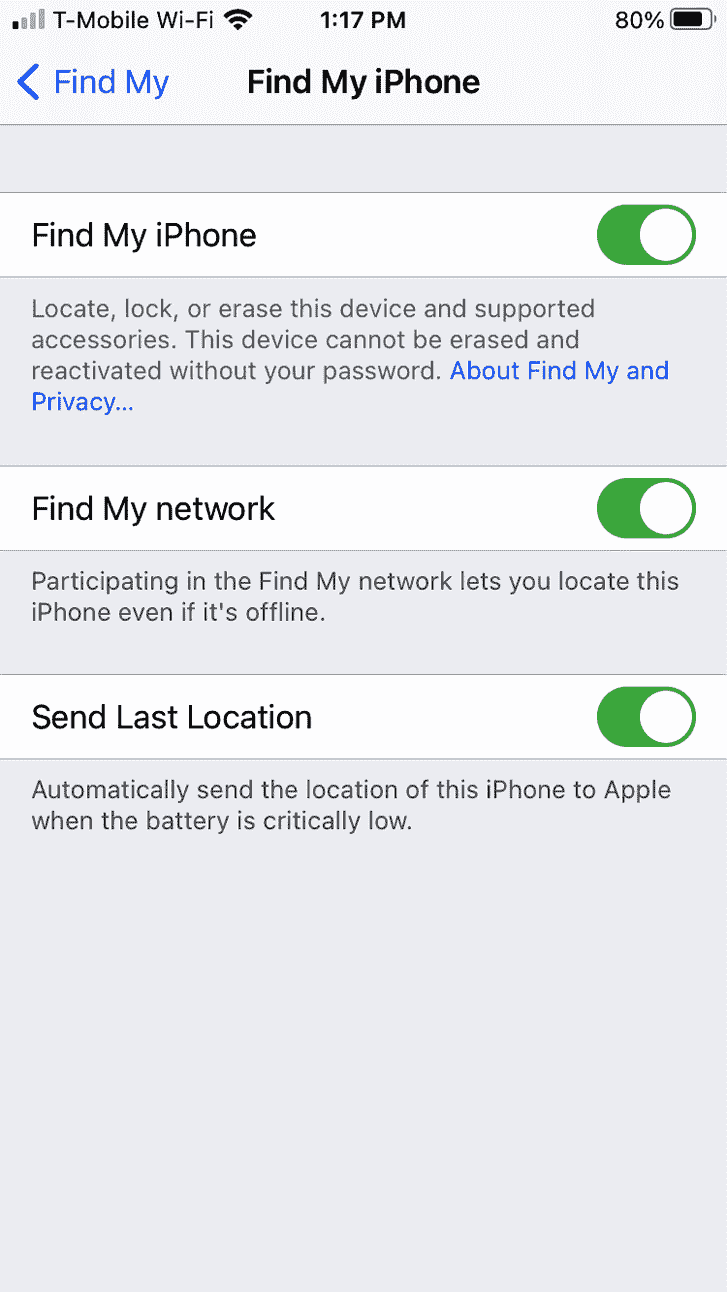 T-Mobile Wi-Fi 1:17 PM 80%
Find My Find My iPhone
Find My iPhone
Locate, lock, or erase this device and supported
accessories. This device cannot be erased and
reactivated without your password. About Find My and
Privacy...
Find My network
Participating in the Find My network lets you locate this
iPhone even if it's offline.
Send Last Location
Automatically send the location of this iPhone to Apple
when the battery is critically low.